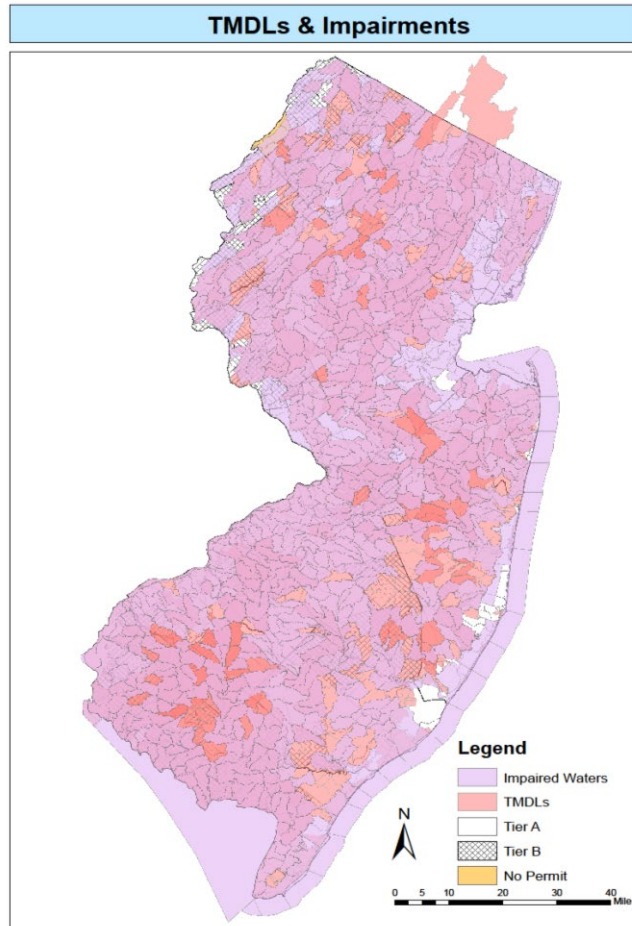 TMDLs & Impairments
Legend
Impaired Waters
TMDLs
Tier A
Tier B
No Permit
N
0 5 10 20 30 40
Mile